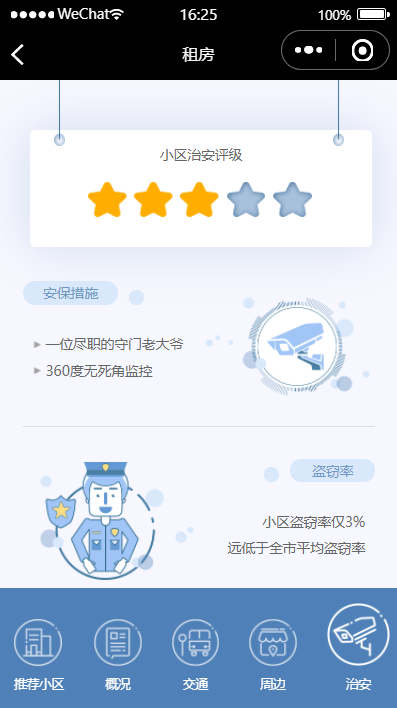 WeChat 16:25 100%
租房
小区治安评级
安保措施
一位尽职的守门老大爷
360度无死角监控
盗窃率
小区盗窃率仅3%
远低于全市平均盗窃率
推荐小区 概况 交通 周边 治安